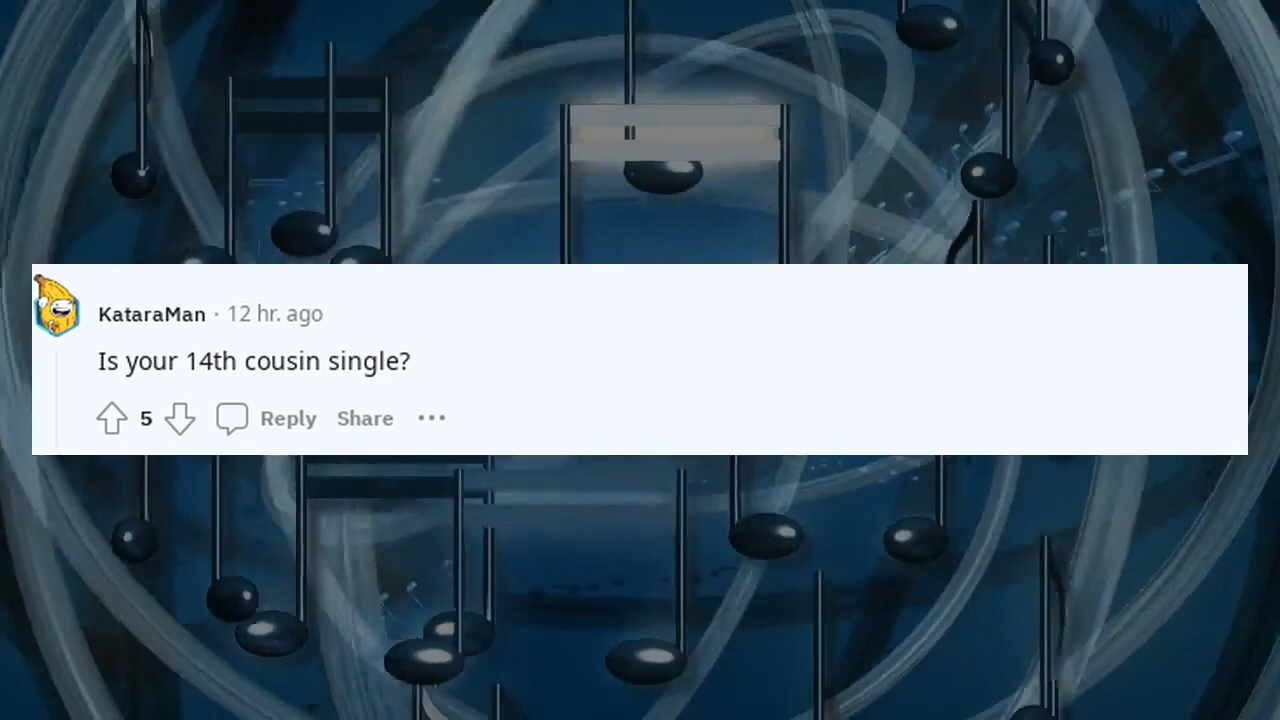 KataraMan · 12 hr. ago
Is your 14th cousin single?
5 Reply Share ···